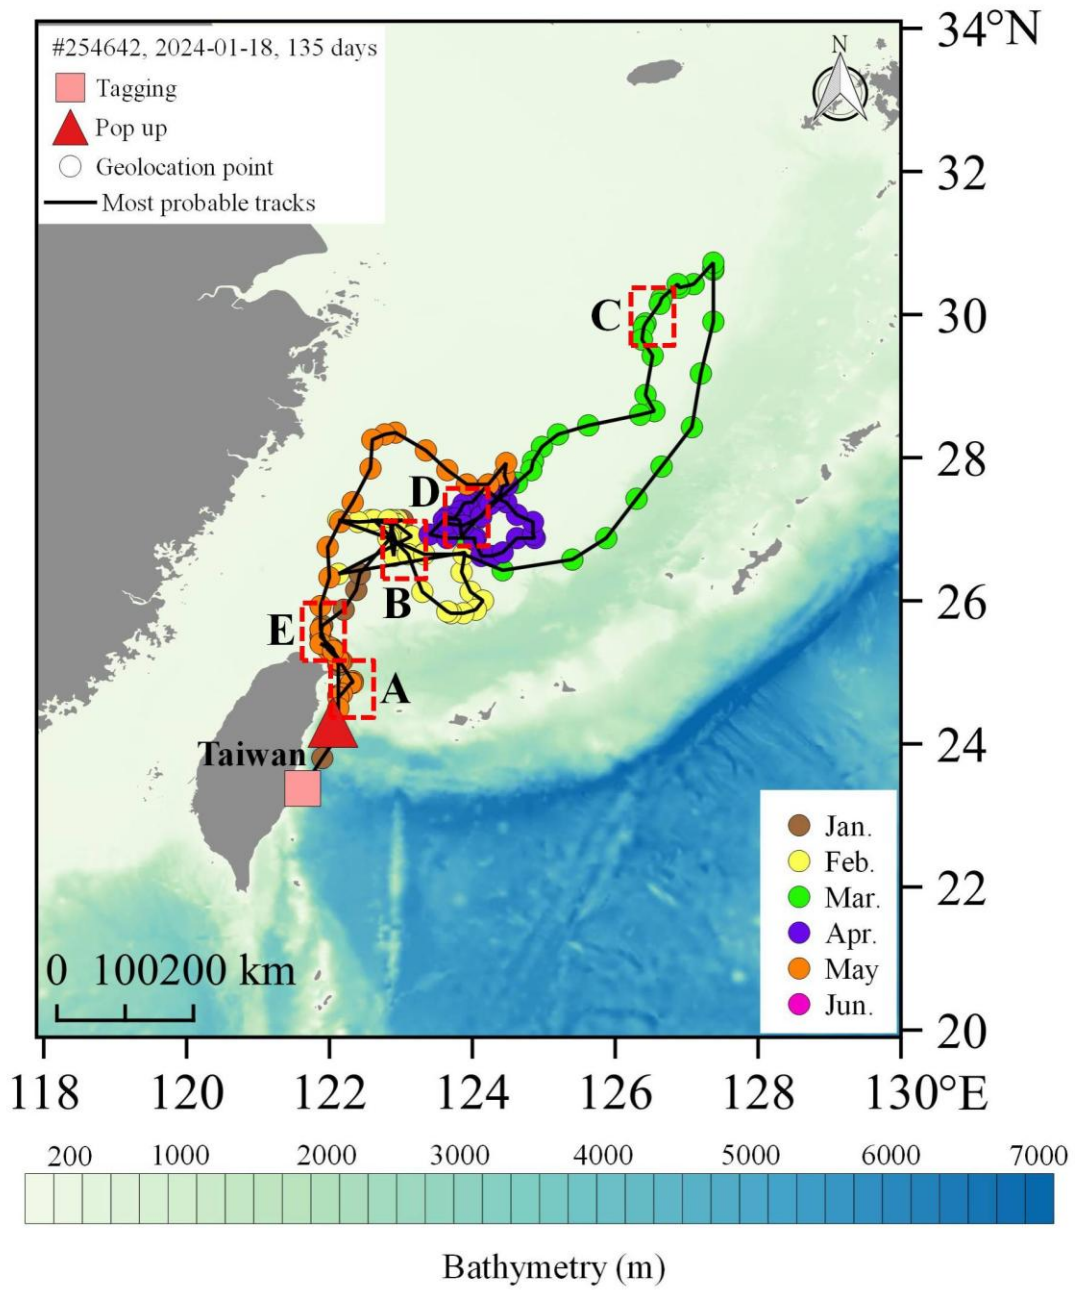 #254642, 2024-01-18, 135 days
Tagging
Pop up
Geolocation point
Most probable tracks
N
34°N
32
30
28
26
24
22
20
C
D
B
E
A
Taiwan
Jan.
Feb.
Mar.
Apr.
May
Jun.
0 100200 km
118 120 122 124 126 128 130°E
200 1000 2000 3000 4000 5000 6000 7000
Bathymetry (m)